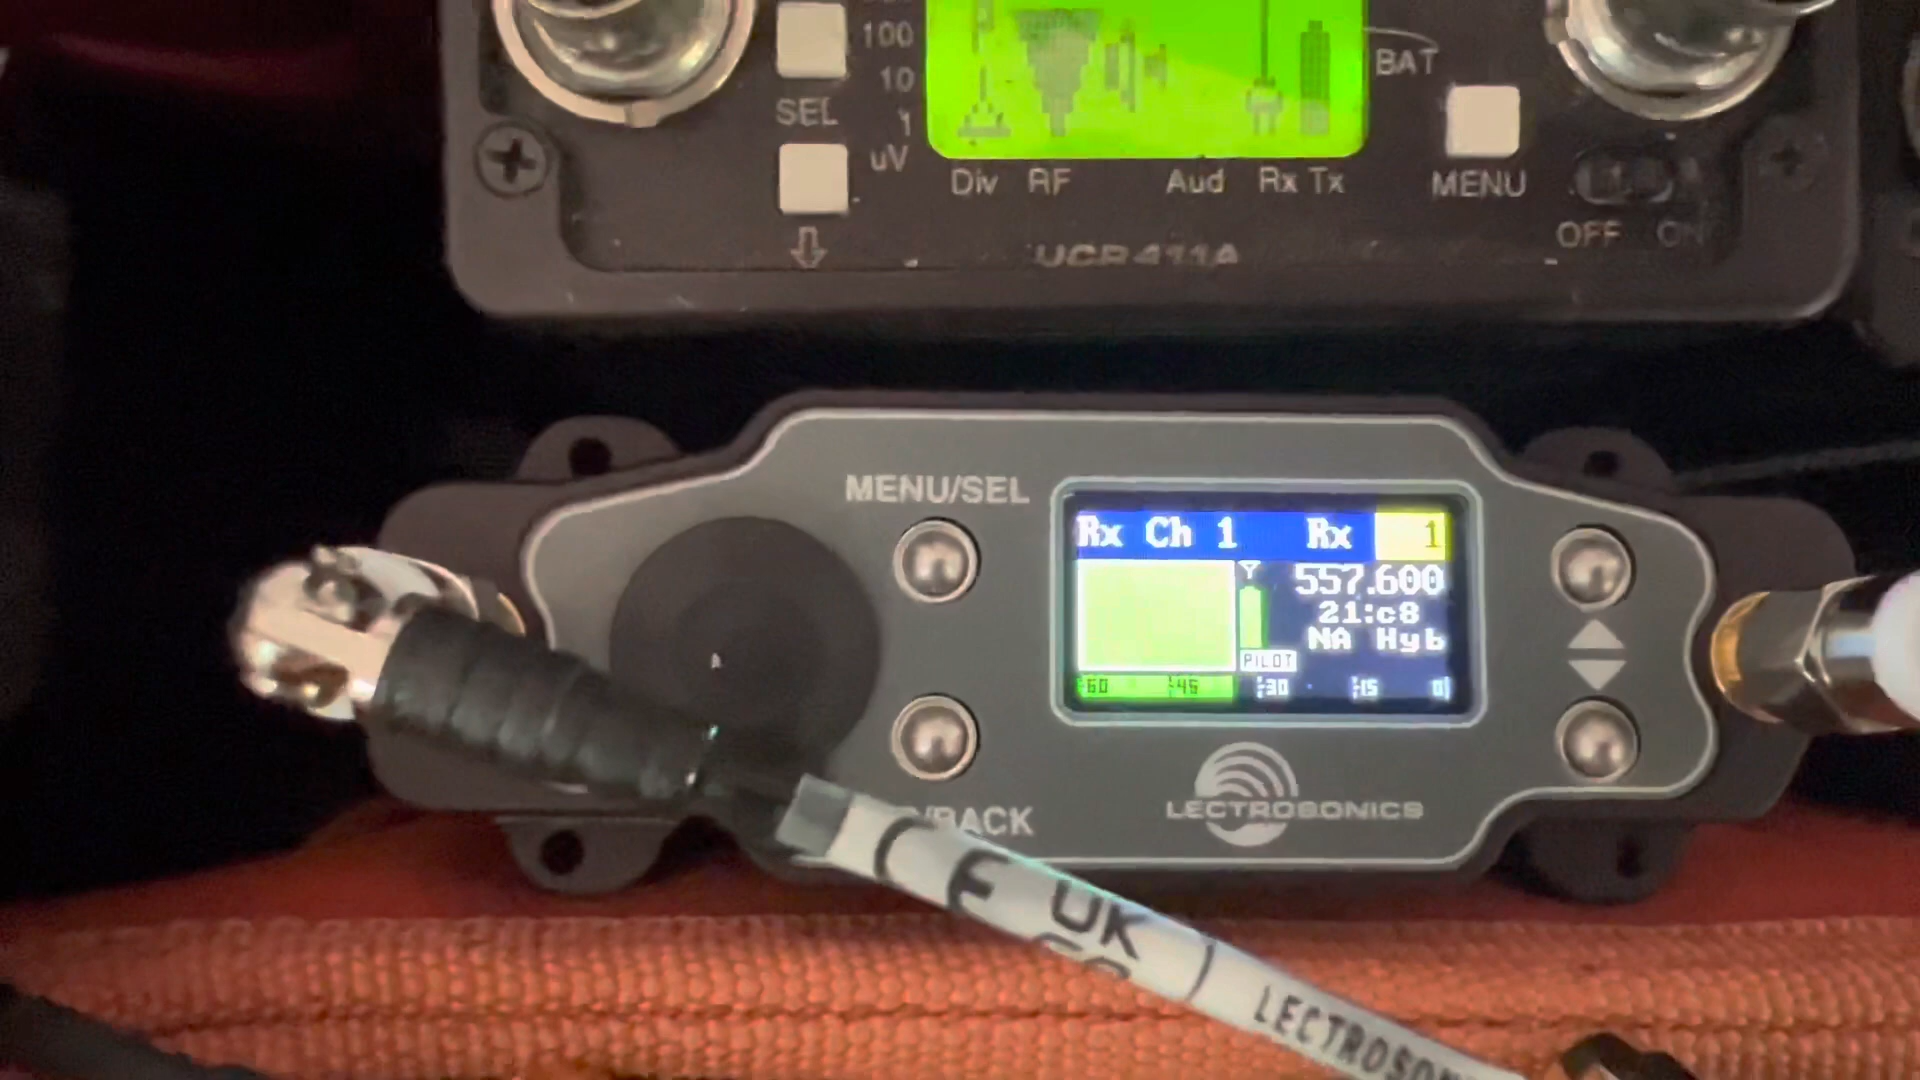 100
10
SEL
1
uV
BAT
Div RF Aud Rx Tx
MENU
OFF ON
UCR411A
MENU/SEL
Rx Ch 1 Rx 1
557.600
21:c8
NA Hyb
PILOT
-60 -45 -30 -15 0
/BACK
LECTROSONICS
CE
UK
LECTROSON